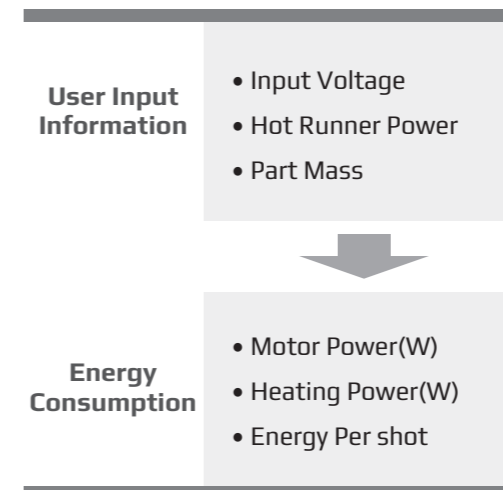 User Input
Information
• Input Voltage
• Hot Runner Power
• Part Mass
Energy
Consumption
• Motor Power(W)
• Heating Power(W)
• Energy Per shot